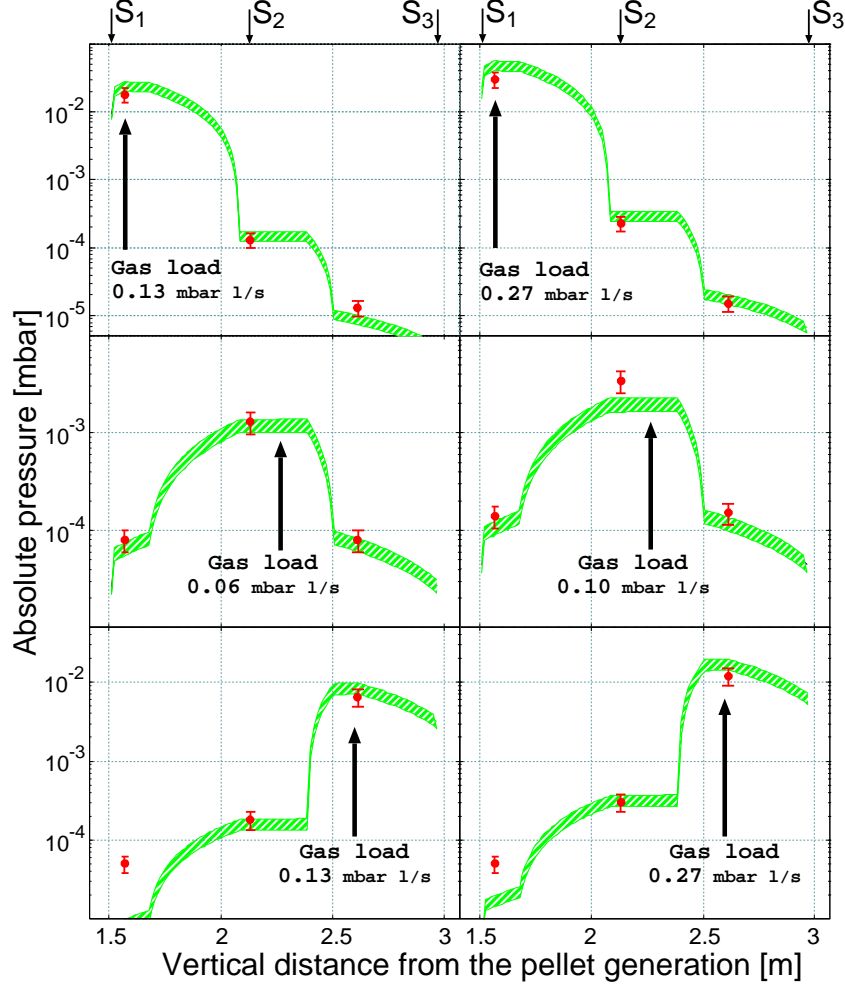 S1 S2 S3 S1 S2 S3
10-2
10-3
10-4
10-5
Gas load
0.13 mbar l/s
Gas load
0.27 mbar l/s
Absolute pressure [mbar]
10-3
10-4
Gas load
0.06 mbar l/s
Gas load
0.10 mbar l/s
10-2
10-4
Gas load
0.13 mbar l/s
Gas load
0.27 mbar l/s
1.5 2 2.5 3 1.5 2 2.5 3
Vertical distance from the pellet generation [m]